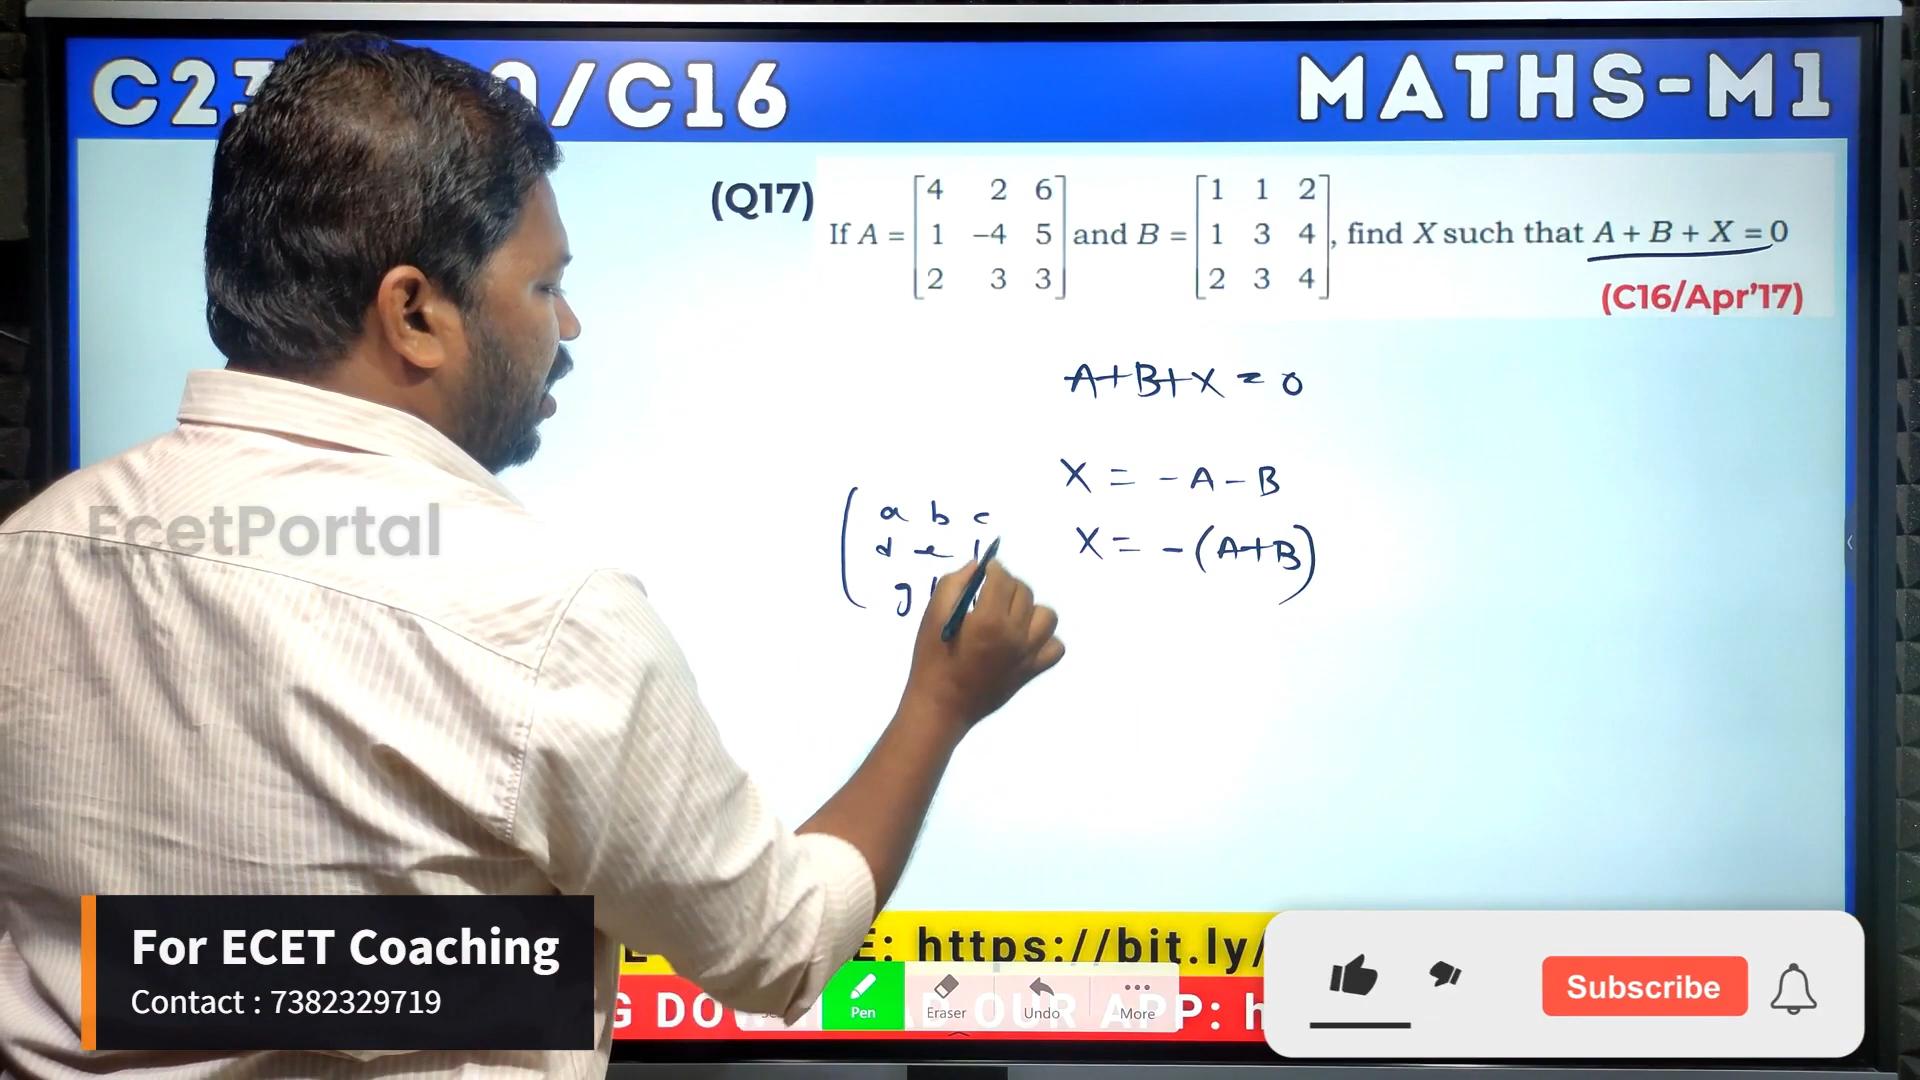 C23 /C16 MATHS-M1
(Q17) If A = [4 2 6; 1 −4 5; 2 3 3] and B = [1 1 2; 1 3 4; 2 3 4], find X such that A + B + X = 0
(C16/Apr'17)
A+B+X = 0
X = -A-B
X = -(A+B)
a b c
d e
g
EcetPortal
For ECET Coaching
Contact : 7382329719
E: https://bit.ly/
G DO AD OUR APP: h
Pen Eraser Undo More
Subscribe